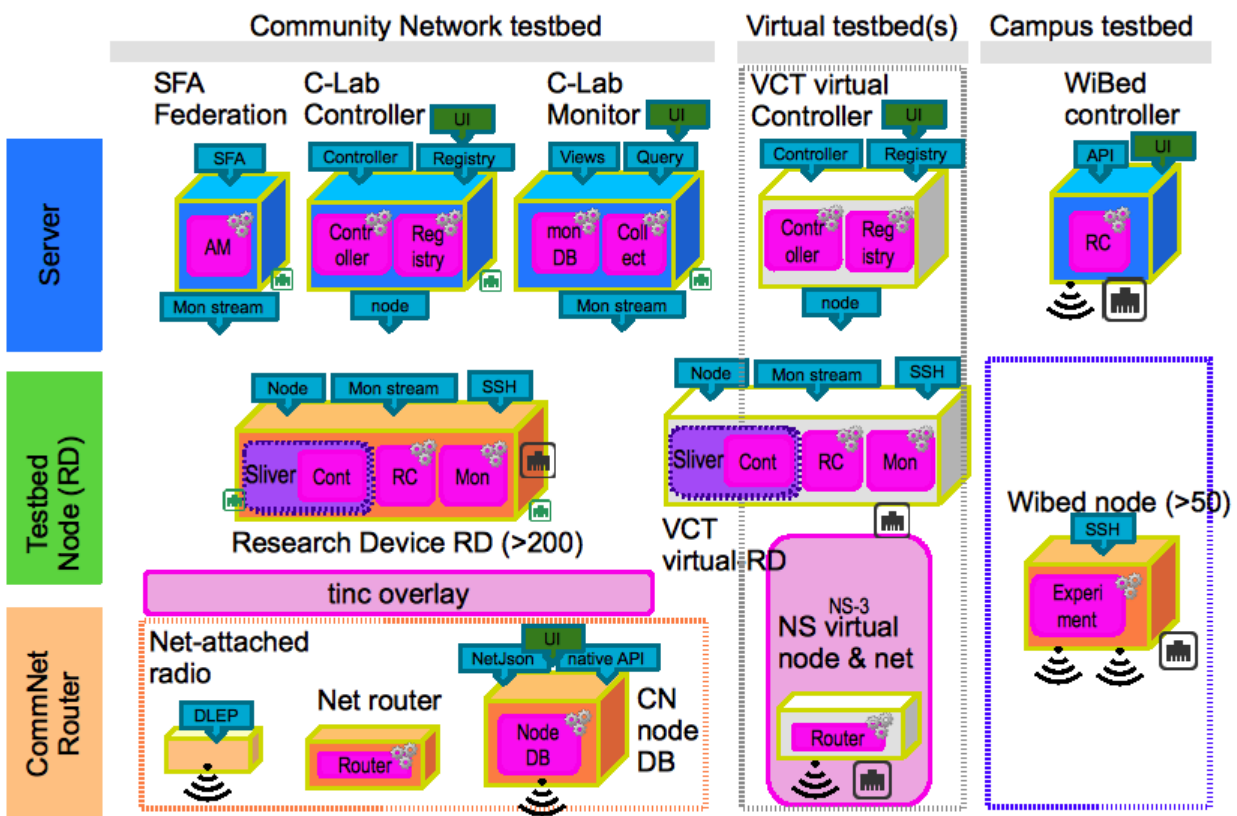 Community Network testbed
Virtual testbed(s)
Campus testbed
SFA
Federation
C-Lab
Controller
C-Lab
Monitor
VCT virtual
Controller
WiBed
controller
Server
UI
UI
UI
UI
SFA
Controller
Registry
Views
Query
Controller
Registry
API
AM
Contr
oller
Reg
istry
mon
DB
Coll
ect
Contr
oller
Reg
istry
RC
Mon stream
node
Mon stream
node
Testbed
Node (RD)
Node
Mon stream
SSH
Node
Mon stream
SSH
Sliver
Cont
RC
Mon
Sliver
Cont
RC
Mon
Research Device RD (>200)
VCT
virtual RD
Wibed node (>50)
SSH
Experi
ment
tinc overlay
CommNet
Router
Net-attached
radio
DLEP
Net router
Router
UI
NetJson
native API
Node
DB
CN
node
DB
NS-3
NS virtual
node & net
Router